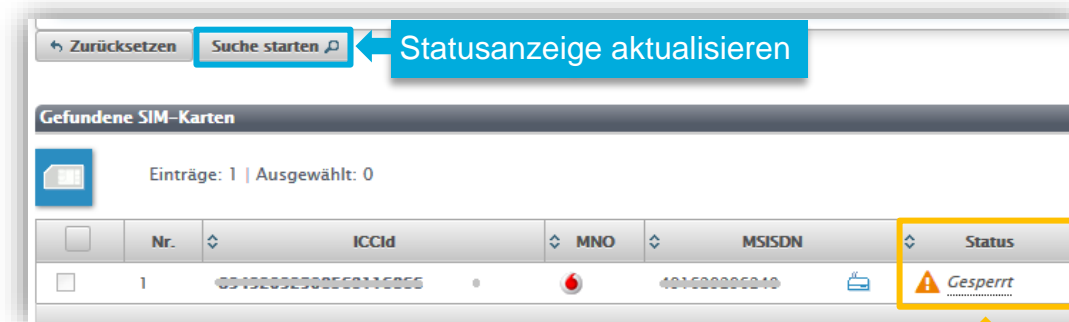 Zurücksetzen Suche starten Statusanzeige aktualisieren
Gefundene SIM-Karten
Einträge: 1 | Ausgewählt: 0
Nr. ICCId MNO MSISDN Status
1 Gesperrt